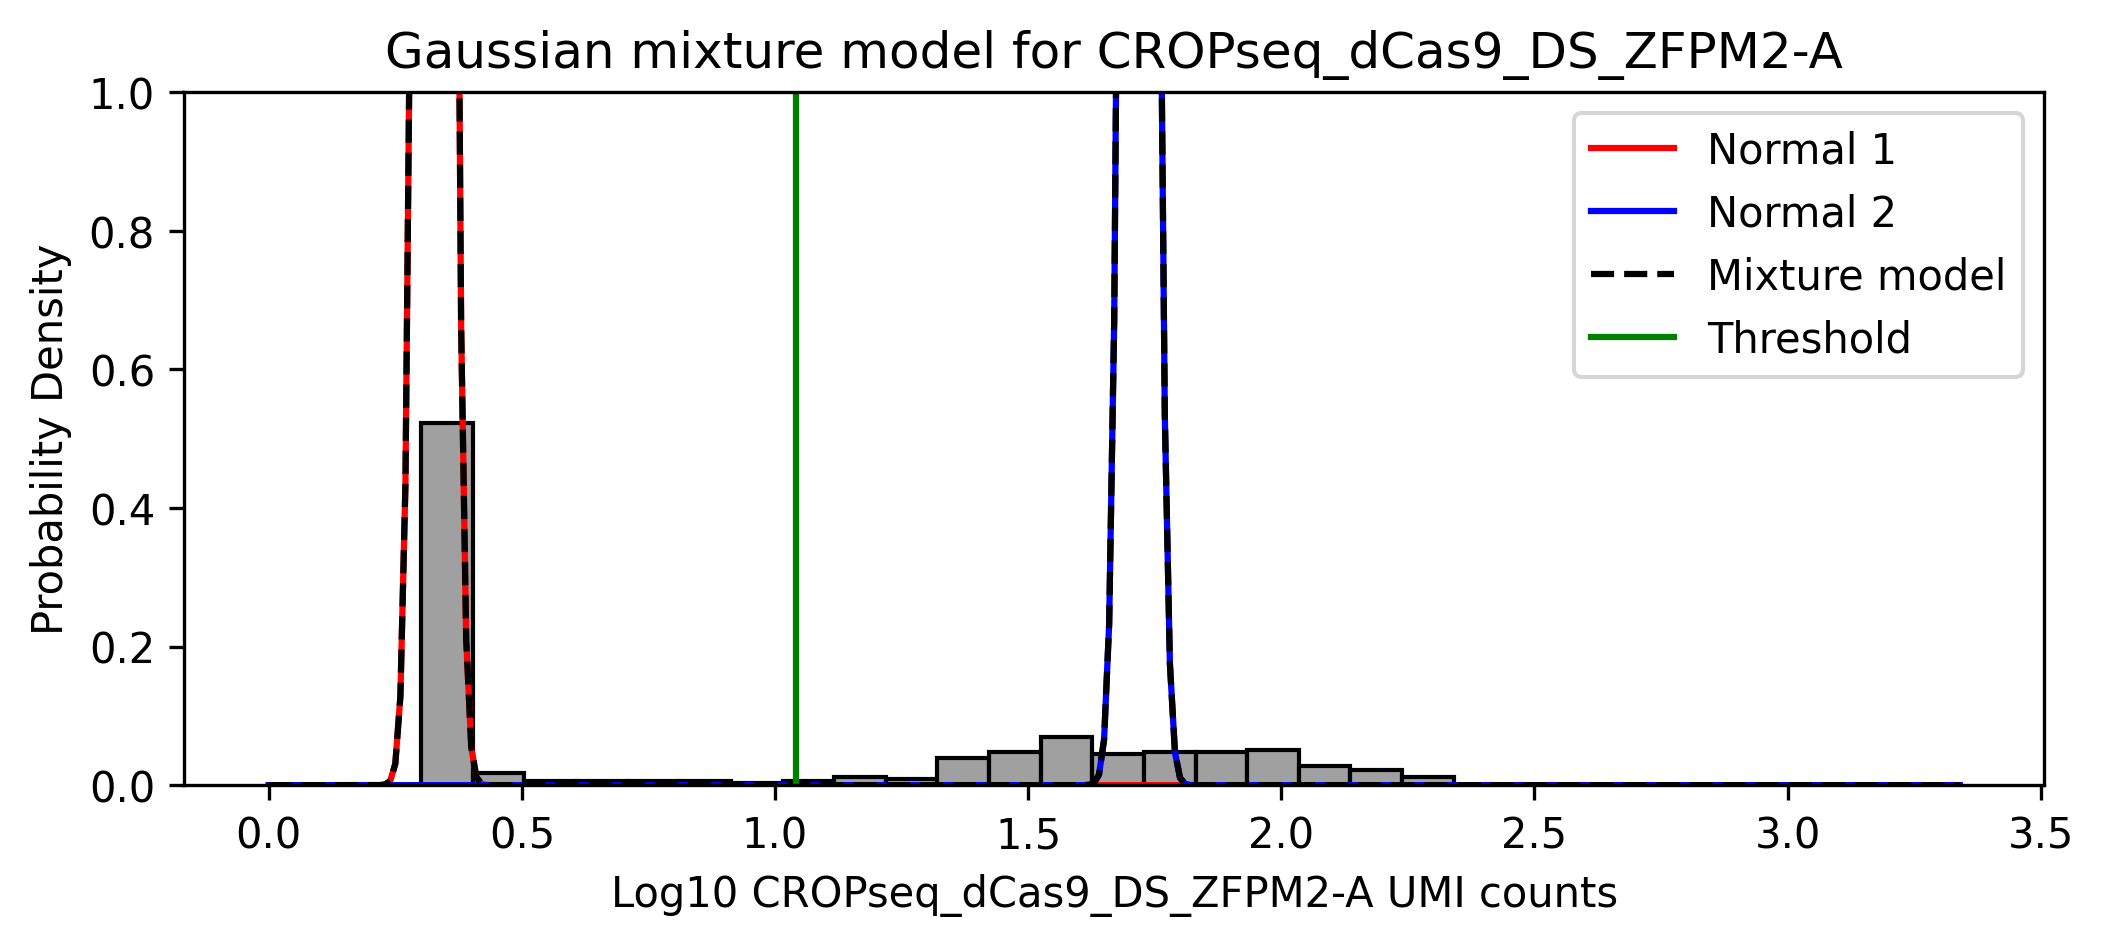 Gaussian mixture model for CROPseq_dCas9_DS_ZFPM2-A
1.0
0.8
0.6
0.4
0.2
0.0
Probability Density
Normal 1
Normal 2
Mixture model
Threshold
0.0 0.5 1.0 1.5 2.0 2.5 3.0 3.5
Log10 CROPseq_dCas9_DS_ZFPM2-A UMI counts